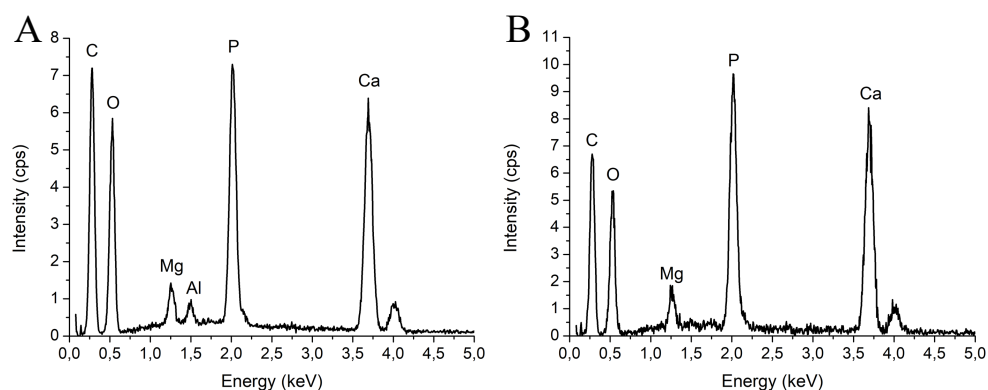 A
8
7
6
5
4
3
2
1
0
Intensity (cps)
C
O
Mg
Al
P
Ca
0,0 0,5 1,0 1,5 2,0 2,5 3,0 3,5 4,0 4,5 5,0
Energy (keV)
B
11
10
9
8
7
6
5
4
3
2
1
0
Intensity (cps)
C
O
Mg
P
Ca
0,0 0,5 1,0 1,5 2,0 2,5 3,0 3,5 4,0 4,5 5,0
Energy (keV)